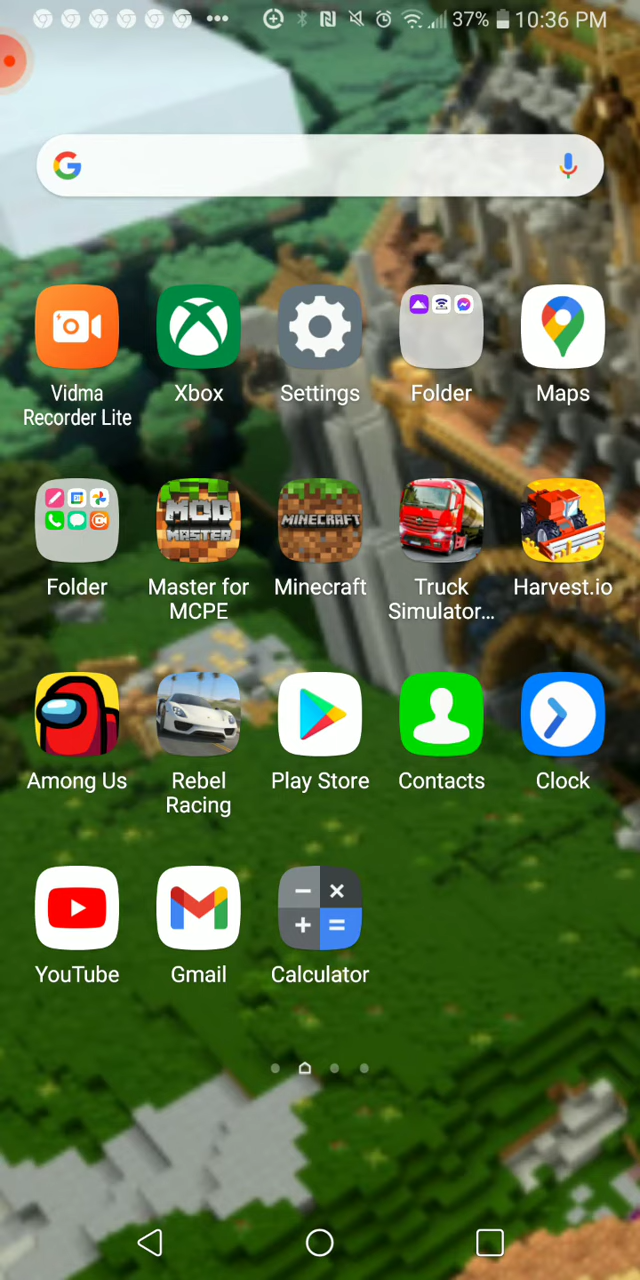 37% 10:36 PM
Vidma
Recorder Lite
Xbox
Settings
Folder
Maps
Folder
MOD
MASTER
Master for
MCPE
MINECRAFT
Minecraft
Truck
Simulator...
Harvest.io
Among Us
Rebel
Racing
Play Store
Contacts
Clock
YouTube
Gmail
Calculator